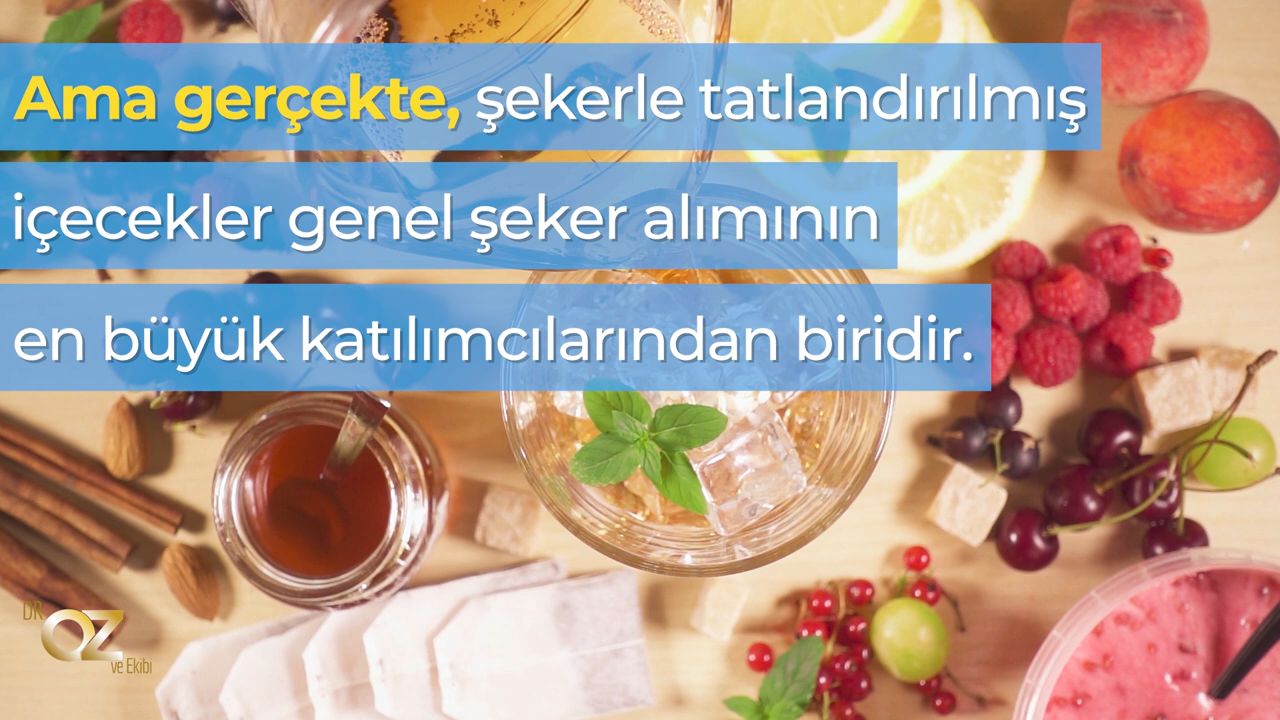 Ama gerçekte, şekerle tatlandırılmış
içecekler genel şeker alımının
en büyük katılımcılarından biridir.
DR.
OZ
ve Ekibi